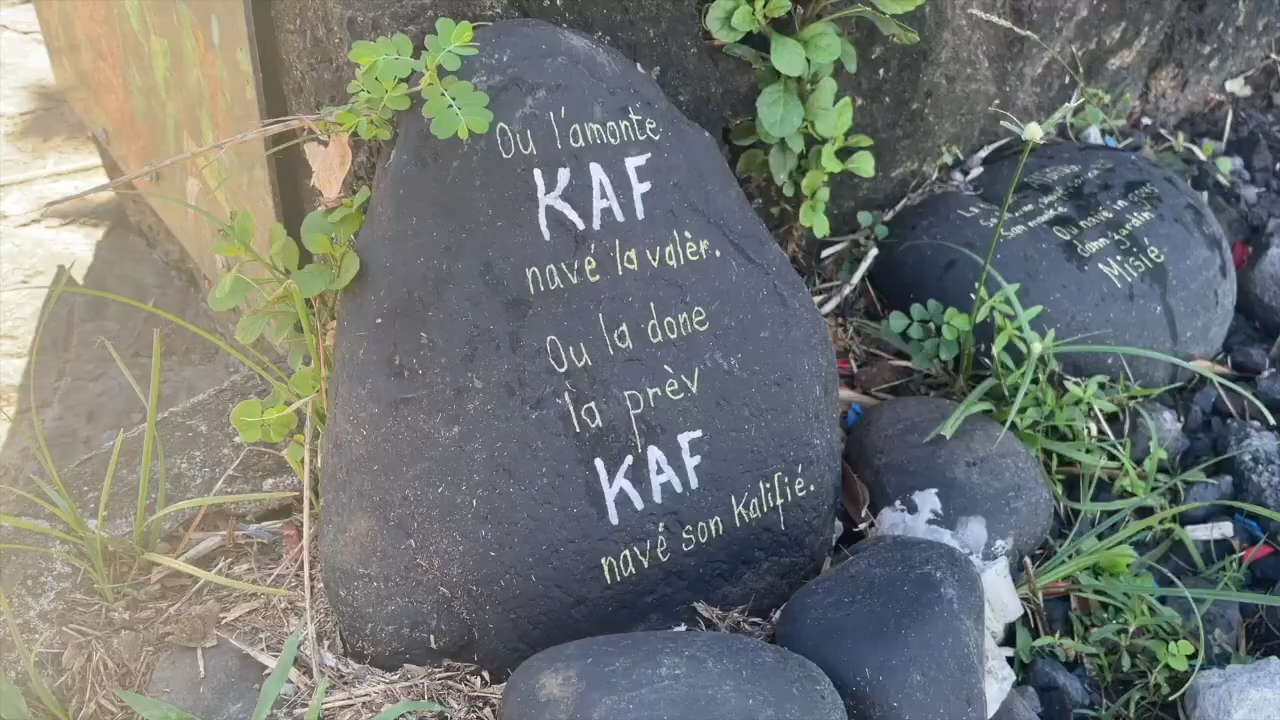 Ou l'amonte
KAF
navé la valèr.
Ou la done
la prèv
KAF
navé son Kalifié.
Ou navé in
dann' jardin
Misié